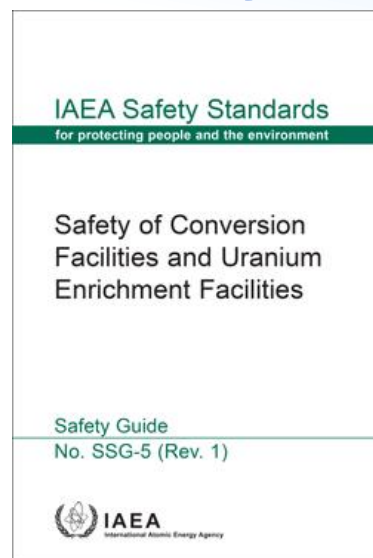 IAEA Safety Standards
for protecting people and the environment
Safety of Conversion
Facilities and Uranium
Enrichment Facilities
Safety Guide
No. SSG-5 (Rev. 1)
IAEA
International Atomic Energy Agency